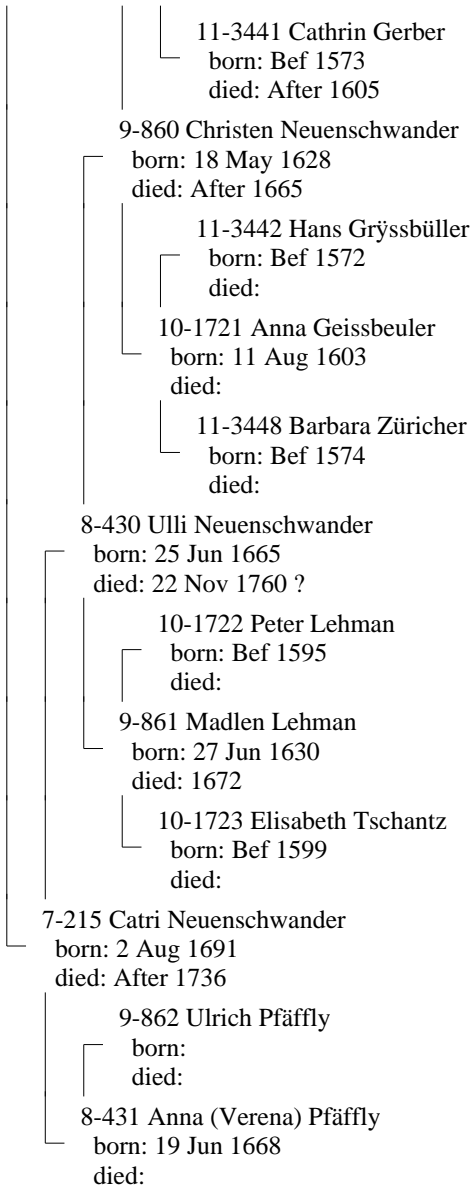 11-3441 Cathrin Gerber
born: Bef 1573
died: After 1605
9-860 Christen Neuenschwander
born: 18 May 1628
died: After 1665
11-3442 Hans Grÿssbüller
born: Bef 1572
died:
10-1721 Anna Geissbeuler
born: 11 Aug 1603
died:
11-3448 Barbara Züricher
born: Bef 1574
died:
8-430 Ulli Neuenschwander
born: 25 Jun 1665
died: 22 Nov 1760 ?
10-1722 Peter Lehman
born: Bef 1595
died:
9-861 Madlen Lehman
born: 27 Jun 1630
died: 1672
10-1723 Elisabeth Tschantz
born: Bef 1599
died:
7-215 Catri Neuenschwander
born: 2 Aug 1691
died: After 1736
9-862 Ulrich Pfäffly
born:
died:
8-431 Anna (Verena) Pfäffly
born: 19 Jun 1668
died: